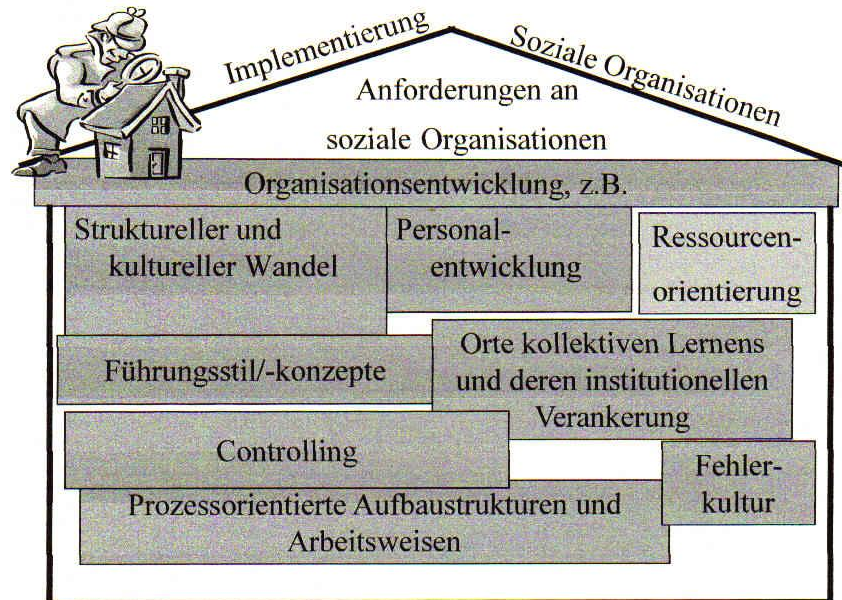 Implementierung
Soziale Organisationen
Anforderungen an
soziale Organisationen
Organisationsentwicklung, z.B.
Struktureller und
kultureller Wandel
Personal-
entwicklung
Ressourcen-
orientierung
Führungsstil/-konzepte
Orte kollektiven Lernens
und deren institutionellen
Verankerung
Controlling
Fehler-
kultur
Prozessorientierte Aufbaustrukturen und
Arbeitsweisen